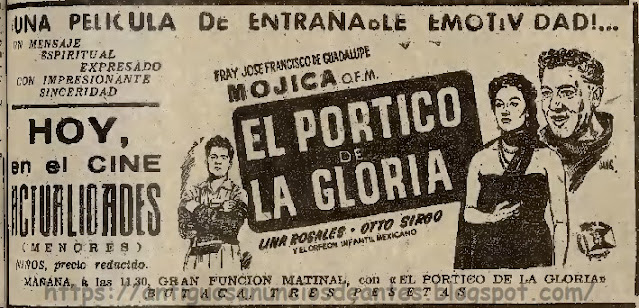 ¡UNA PELICULA DE ENTRAÑABLE EMOTIV DAD!...
UN MENSAJE
ESPIRITUAL
EXPRESADO
CON IMPRESIONANTE
SINCERIDAD
FRAY JOSE FRANCISCO DE GUADALUPE
MOJICA O.F.M.
EL PORTICO
DE
LA GLORIA
LINA ROSALES - OTTO SIRGO
Y EL ORFEON INFANTIL MEXICANO
HOY,
en el CINE
ACTUALIDADES
(MENORES)
NIÑOS, precio reducido.
MAÑANA, a las 11,30, GRAN FUNCION MATINAL, con «EL PORTICO DE LA GLORIA»
BUTACA, TRES PESETAS